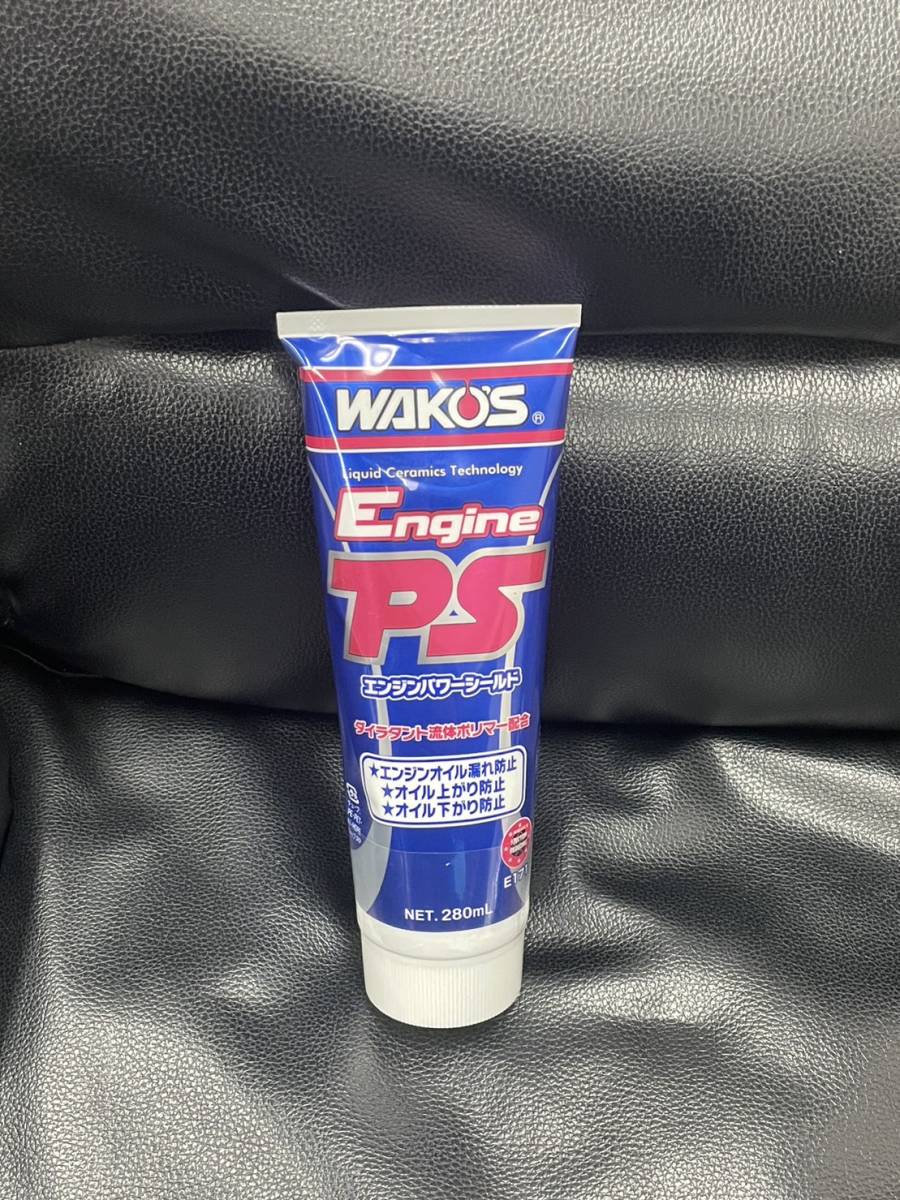 WAKO'S ®
Liquid Ceramics Technology
Engine
PS
エンジンパワーシールド
ダイラタント流体ポリマー配合
★エンジンオイル漏れ防止
★オイル上がり防止
★オイル下がり防止
E171
NET. 280mL